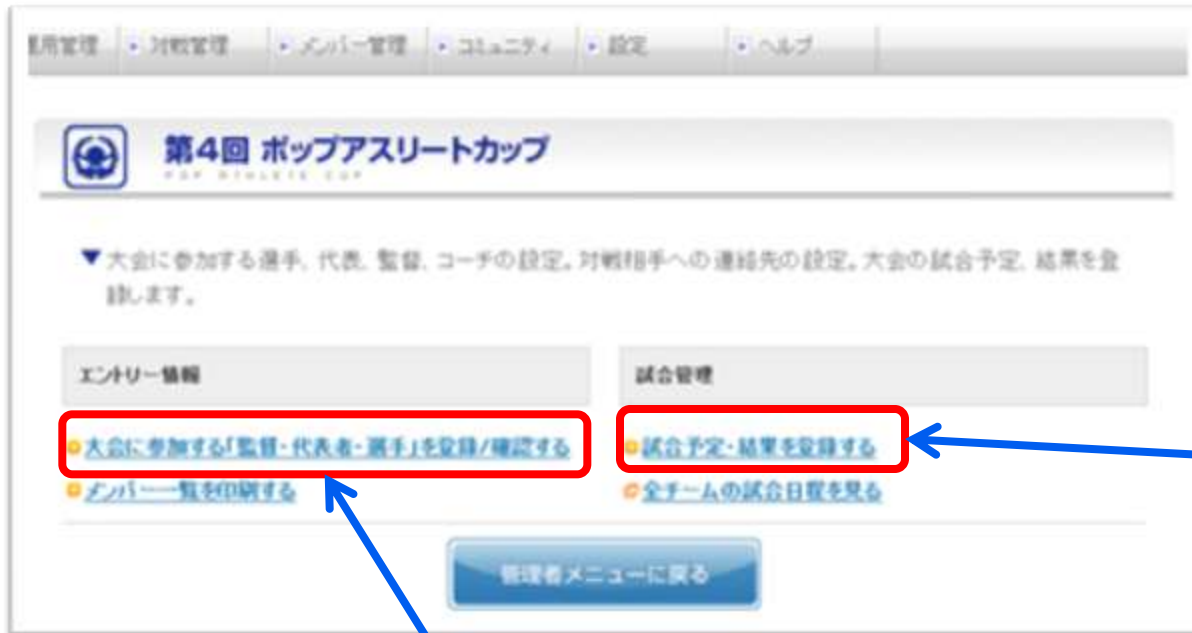 運用管理 対戦管理 メンバー管理 コミュニティ 設定 ヘルプ
第4回 ポップアスリートカップ
POP ATHLETE CUP
▼大会に参加する選手、代表、監督、コーチの設定。対戦相手への連絡先の設定。大会の試合予定、結果を登
録します。
エントリー情報
試合管理
大会に参加する「監督・代表者・選手」を登録/確認する
試合予定・結果を登録する
メンバー一覧を印刷する
全チームの試合日程を見る
管理者メニューに戻る